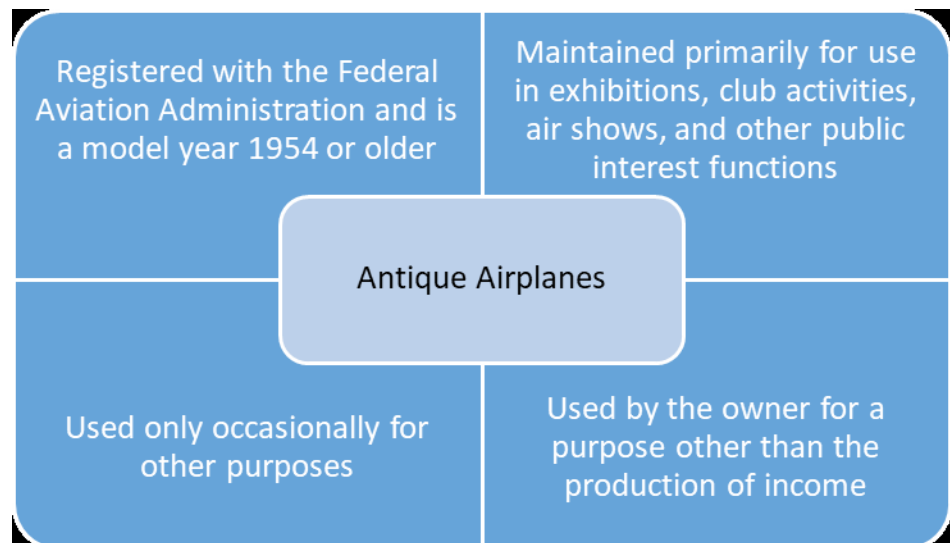 Registered with the Federal
Aviation Administration and is
a model year 1954 or older
Maintained primarily for use
in exhibitions, club activities,
air shows, and other public
interest functions
Antique Airplanes
Used only occasionally for
other purposes
Used by the owner for a
purpose other than the
production of income